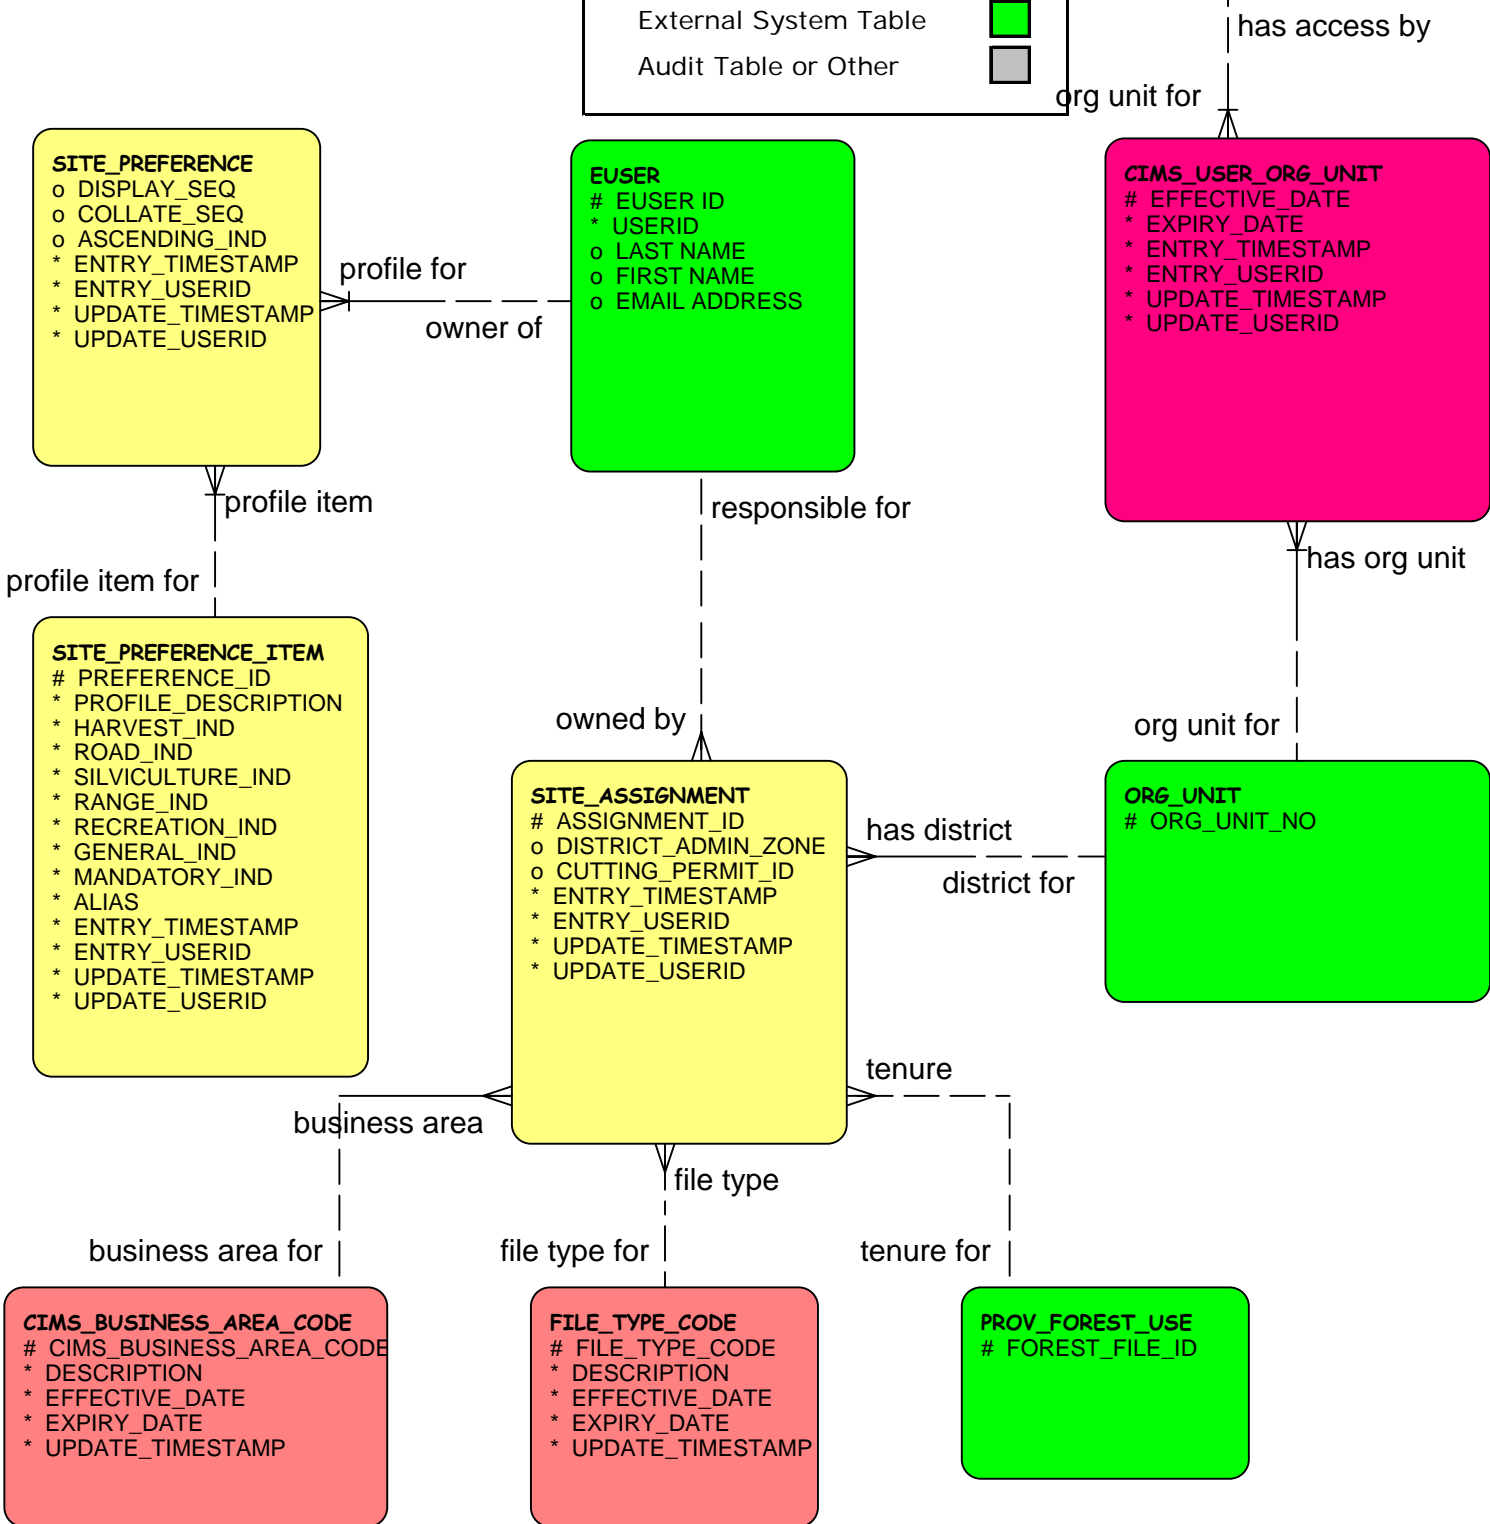 External System Table
Audit Table or Other
has access by
org unit for
SITE_PREFERENCE
o DISPLAY_SEQ
o COLLATE_SEQ
o ASCENDING_IND
* ENTRY_TIMESTAMP
* ENTRY_USERID
* UPDATE_TIMESTAMP
* UPDATE_USERID
profile for
owner of
EUSER
# EUSER ID
* USERID
o LAST NAME
o FIRST NAME
o EMAIL ADDRESS
CIMS_USER_ORG_UNIT
# EFFECTIVE_DATE
* EXPIRY_DATE
* ENTRY_TIMESTAMP
* ENTRY_USERID
* UPDATE_TIMESTAMP
* UPDATE_USERID
profile item
profile item for
responsible for
owned by
has org unit
org unit for
SITE_PREFERENCE_ITEM
# PREFERENCE_ID
* PROFILE_DESCRIPTION
* HARVEST_IND
* ROAD_IND
* SILVICULTURE_IND
* RANGE_IND
* RECREATION_IND
* GENERAL_IND
* MANDATORY_IND
* ALIAS
* ENTRY_TIMESTAMP
* ENTRY_USERID
* UPDATE_TIMESTAMP
* UPDATE_USERID
SITE_ASSIGNMENT
# ASSIGNMENT_ID
o DISTRICT_ADMIN_ZONE
o CUTTING_PERMIT_ID
* ENTRY_TIMESTAMP
* ENTRY_USERID
* UPDATE_TIMESTAMP
* UPDATE_USERID
has district
district for
ORG_UNIT
# ORG_UNIT_NO
tenure
business area
file type
business area for
file type for
tenure for
CIMS_BUSINESS_AREA_CODE
# CIMS_BUSINESS_AREA_CODE
* DESCRIPTION
* EFFECTIVE_DATE
* EXPIRY_DATE
* UPDATE_TIMESTAMP
FILE_TYPE_CODE
# FILE_TYPE_CODE
* DESCRIPTION
* EFFECTIVE_DATE
* EXPIRY_DATE
* UPDATE_TIMESTAMP
PROV_FOREST_USE
# FOREST_FILE_ID